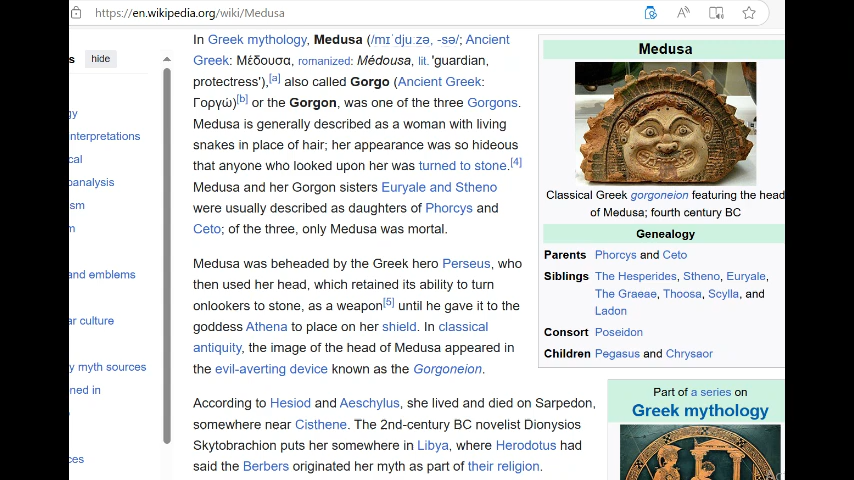 https://en.wikipedia.org/wiki/Medusa
s hide
gy
nterpretations
cal
oanalysis
sm
m
and emblems
ar culture
y myth sources
ned in
ces
In Greek mythology, Medusa (/mɪˈdjuːzə, -sə/; Ancient
Greek: Μέδουσα, romanized: Médousa, lit. 'guardian,
protectress'),[a] also called Gorgo (Ancient Greek:
Γοργώ)[b] or the Gorgon, was one of the three Gorgons.
Medusa is generally described as a woman with living
snakes in place of hair; her appearance was so hideous
that anyone who looked upon her was turned to stone.[4]
Medusa and her Gorgon sisters Euryale and Stheno
were usually described as daughters of Phorcys and
Ceto; of the three, only Medusa was mortal.
Medusa was beheaded by the Greek hero Perseus, who
then used her head, which retained its ability to turn
onlookers to stone, as a weapon[5] until he gave it to the
goddess Athena to place on her shield. In classical
antiquity, the image of the head of Medusa appeared in
the evil-averting device known as the Gorgoneion.
According to Hesiod and Aeschylus, she lived and died on Sarpedon,
somewhere near Cisthene. The 2nd-century BC novelist Dionysios
Skytobrachion puts her somewhere in Libya, where Herodotus had
said the Berbers originated her myth as part of their religion.
Medusa
Classical Greek gorgoneion featuring the head
of Medusa; fourth century BC
Genealogy
Parents Phorcys and Ceto
Siblings The Hesperides, Stheno, Euryale,
The Graeae, Thoosa, Scylla, and
Ladon
Consort Poseidon
Children Pegasus and Chrysaor
Part of a series on
Greek mythology